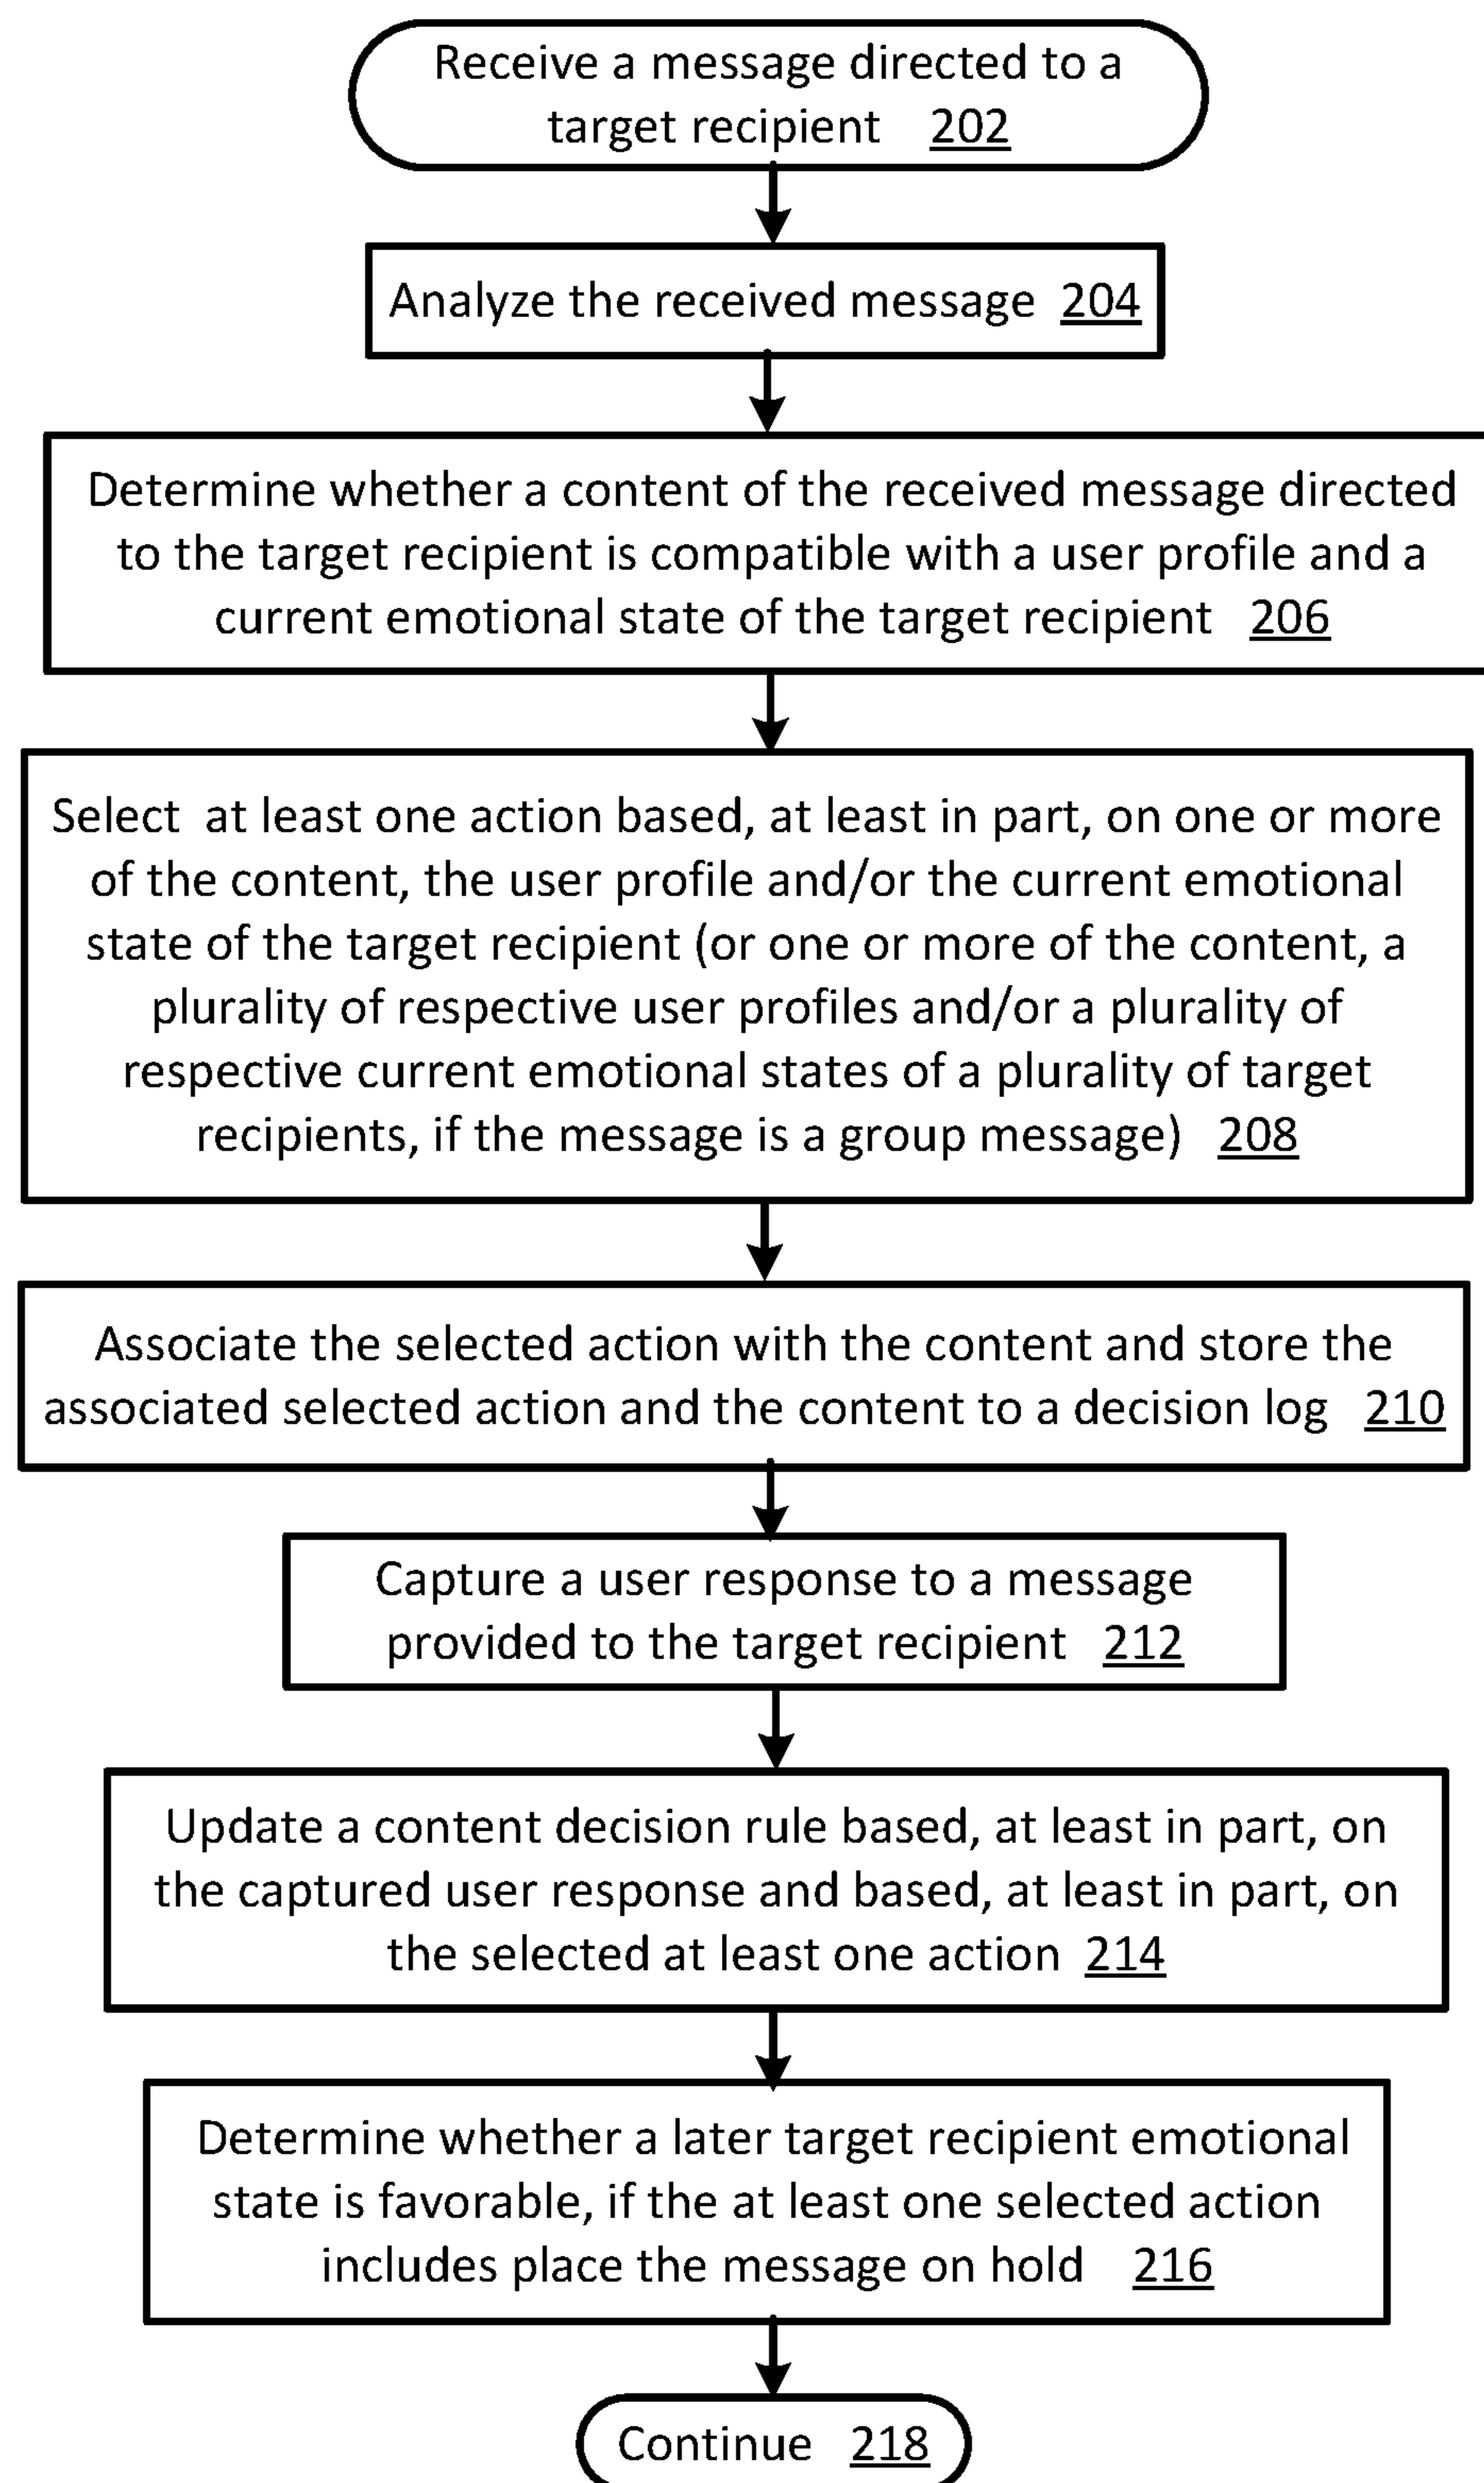 Receive a message directed to a
target recipient 202
Analyze the received message 204
Determine whether a content of the received message directed
to the target recipient is compatible with a user profile and a
current emotional state of the target recipient 206
Select at least one action based, at least in part, on one or more
of the content, the user profile and/or the current emotional
state of the target recipient (or one or more of the content, a
plurality of respective user profiles and/or a plurality of
respective current emotional states of a plurality of target
recipients, if the message is a group message) 208
Associate the selected action with the content and store the
associated selected action and the content to a decision log 210
Capture a user response to a message
provided to the target recipient 212
Update a content decision rule based, at least in part, on
the captured user response and based, at least in part, on
the selected at least one action 214
Determine whether a later target recipient emotional
state is favorable, if the at least one selected action
includes place the message on hold 216
Continue 218